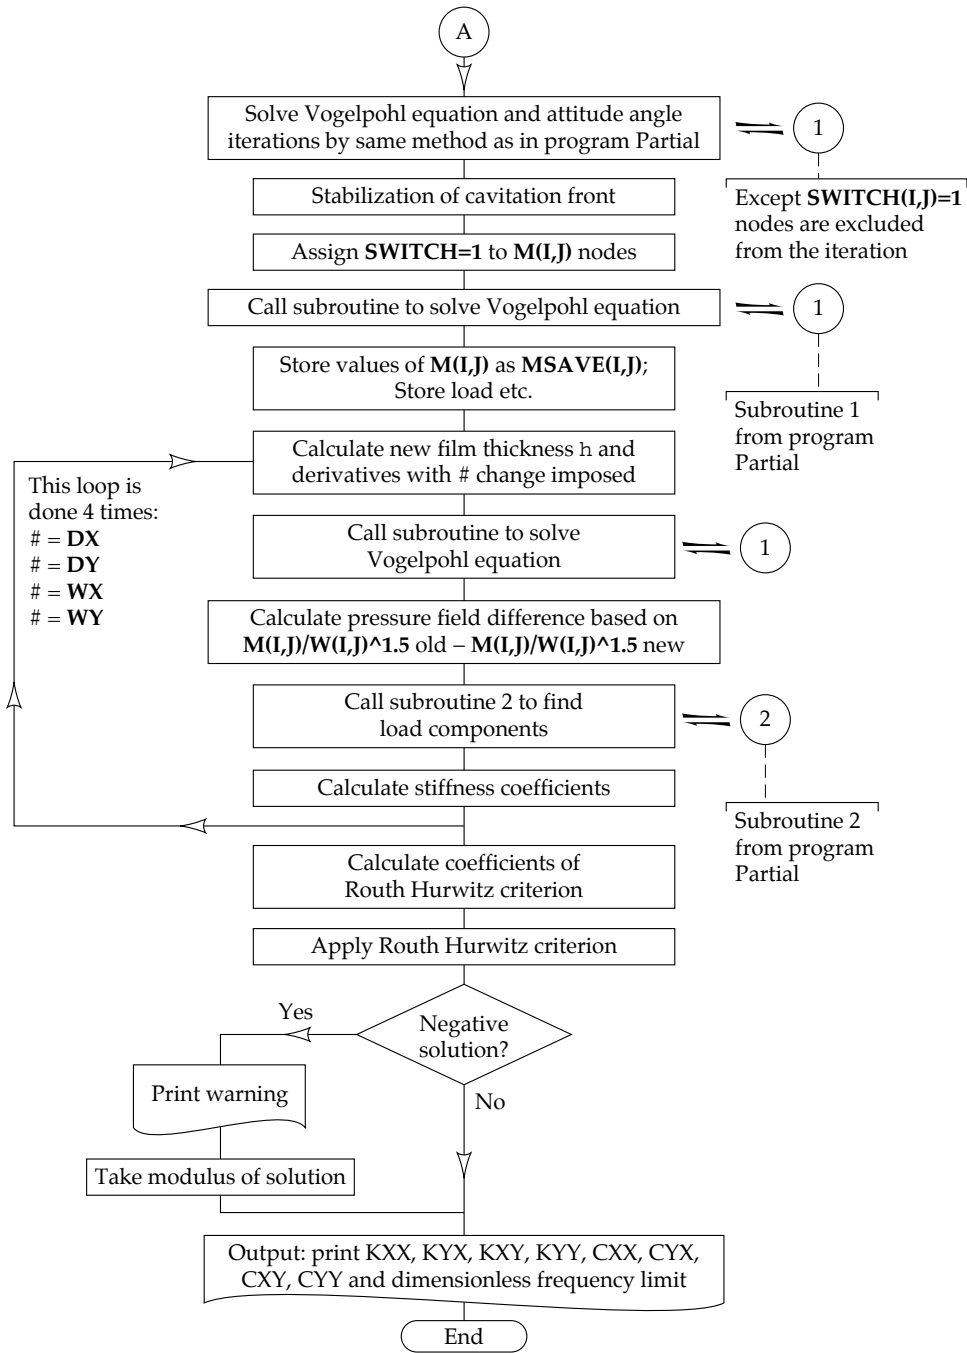 A
Solve Vogelpohl equation and attitude angle
iterations by same method as in program Partial
1
Except SWITCH(I,J)=1
nodes are excluded
from the iteration
Stabilization of cavitation front
Assign SWITCH=1 to M(I,J) nodes
Call subroutine to solve Vogelpohl equation
1
Subroutine 1
from program
Partial
Store values of M(I,J) as MSAVE(I,J);
Store load etc.
Calculate new film thickness h and
derivatives with # change imposed
This loop is
done 4 times:
# = DX
# = DY
# = WX
# = WY
Call subroutine to solve
Vogelpohl equation
1
Calculate pressure field difference based on
M(I,J)/W(I,J)^1.5 old – M(I,J)/W(I,J)^1.5 new
Call subroutine 2 to find
load components
2
Subroutine 2
from program
Partial
Calculate stiffness coefficients
Calculate coefficients of
Routh Hurwitz criterion
Apply Routh Hurwitz criterion
Negative
solution?
Yes
No
Print warning
Take modulus of solution
Output: print KXX, KYX, KXY, KYY, CXX, CYX,
CXY, CYY and dimensionless frequency limit
End